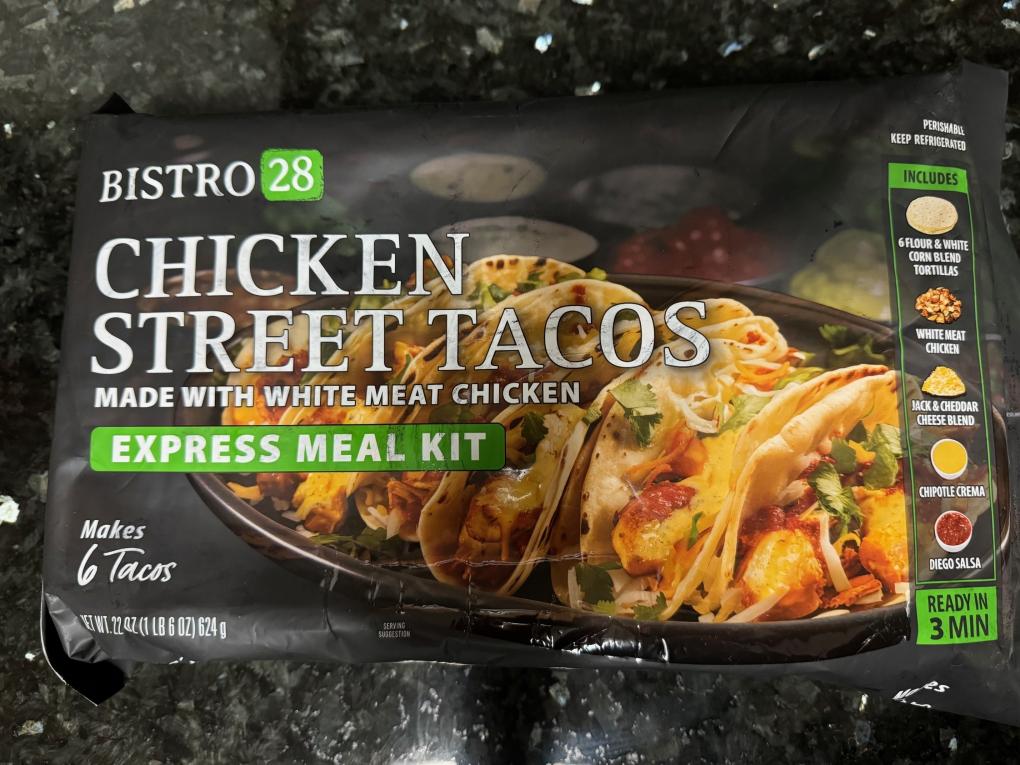 BISTRO 28
CHICKEN
STREET TACOS
MADE WITH WHITE MEAT CHICKEN
EXPRESS MEAL KIT
Makes
6 Tacos
NET WT. 22 OZ (1 LB 6 OZ) 624 g
SERVING
SUGGESTION
PERISHABLE
KEEP REFRIGERATED
INCLUDES
6 FLOUR & WHITE
CORN BLEND
TORTILLAS
WHITE MEAT
CHICKEN
JACK & CHEDDAR
CHEESE BLEND
CHIPOTLE CREMA
DIEGO SALSA
READY IN
3 MIN